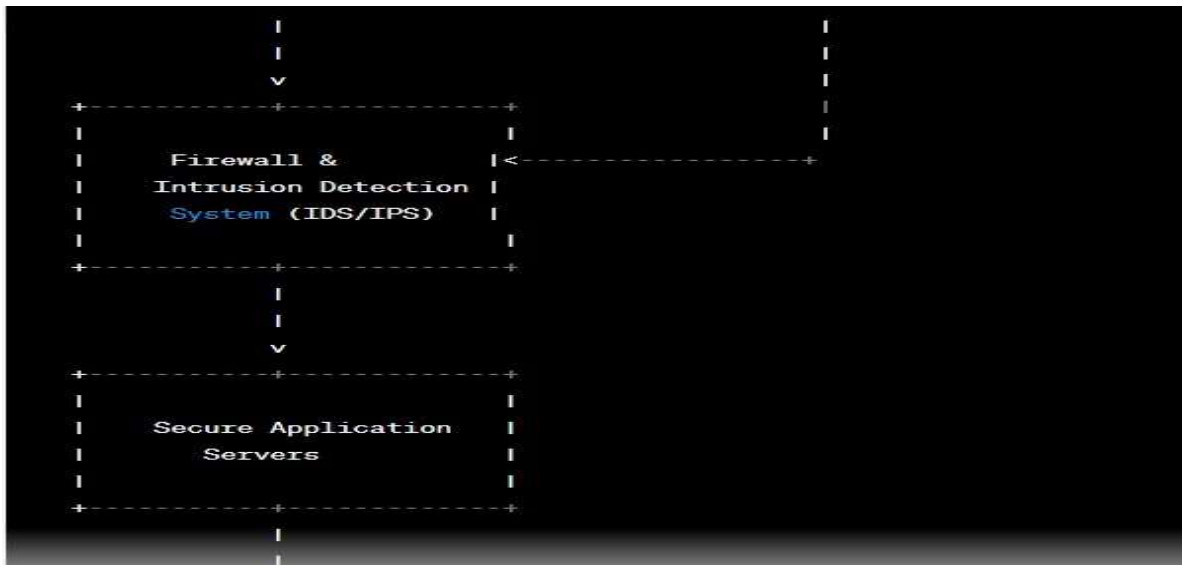 Firewall &
Intrusion Detection
System (IDS/IPS)
Secure Application
Servers